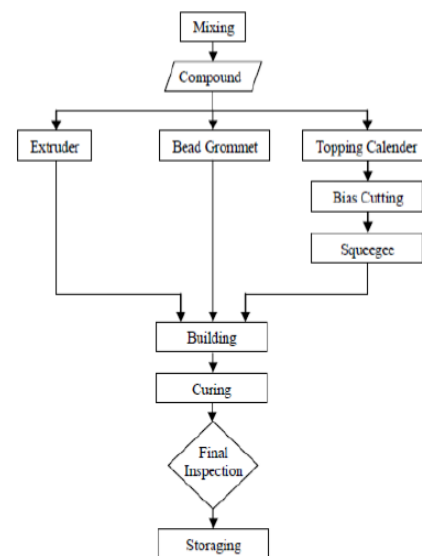 Mixing
Compound
Extruder
Bead Grommet
Topping Calender
Bias Cutting
Squeegee
Building
Curing
Final
Inspection
Storaging